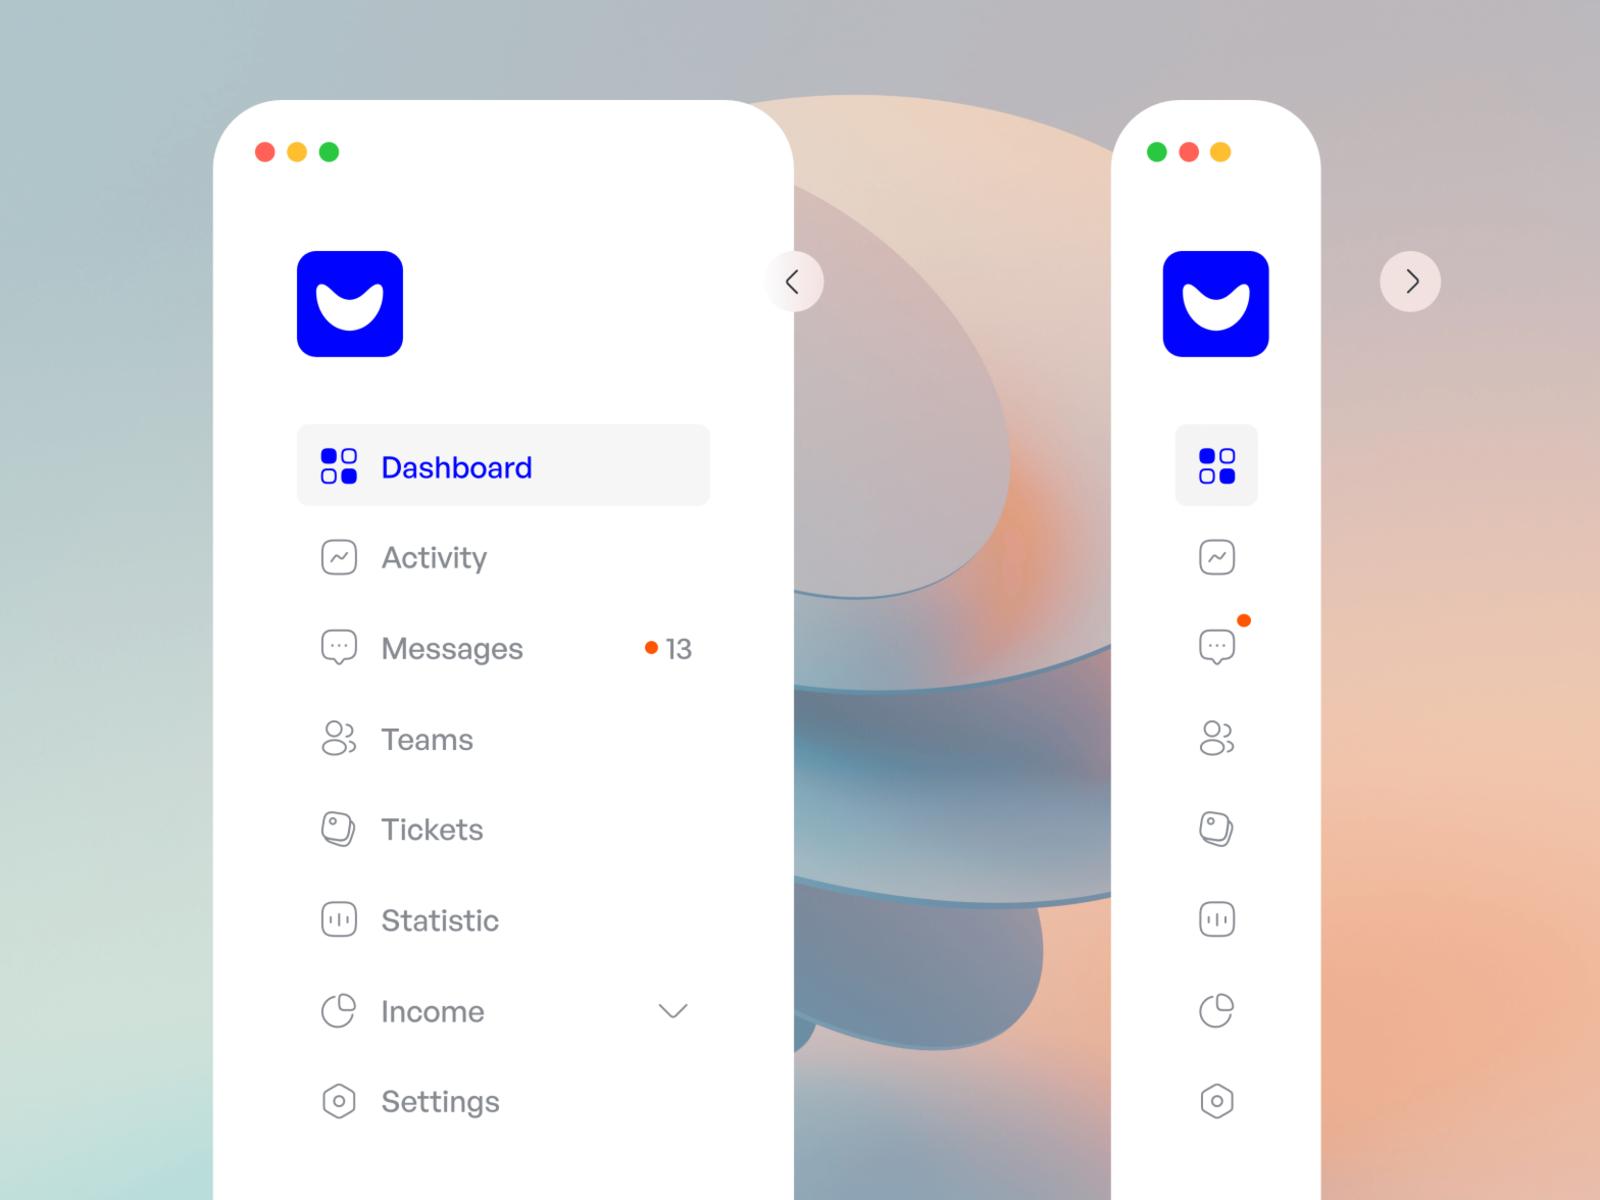 Dashboard
Activity
Messages 13
Teams
Tickets
Statistic
Income
Settings